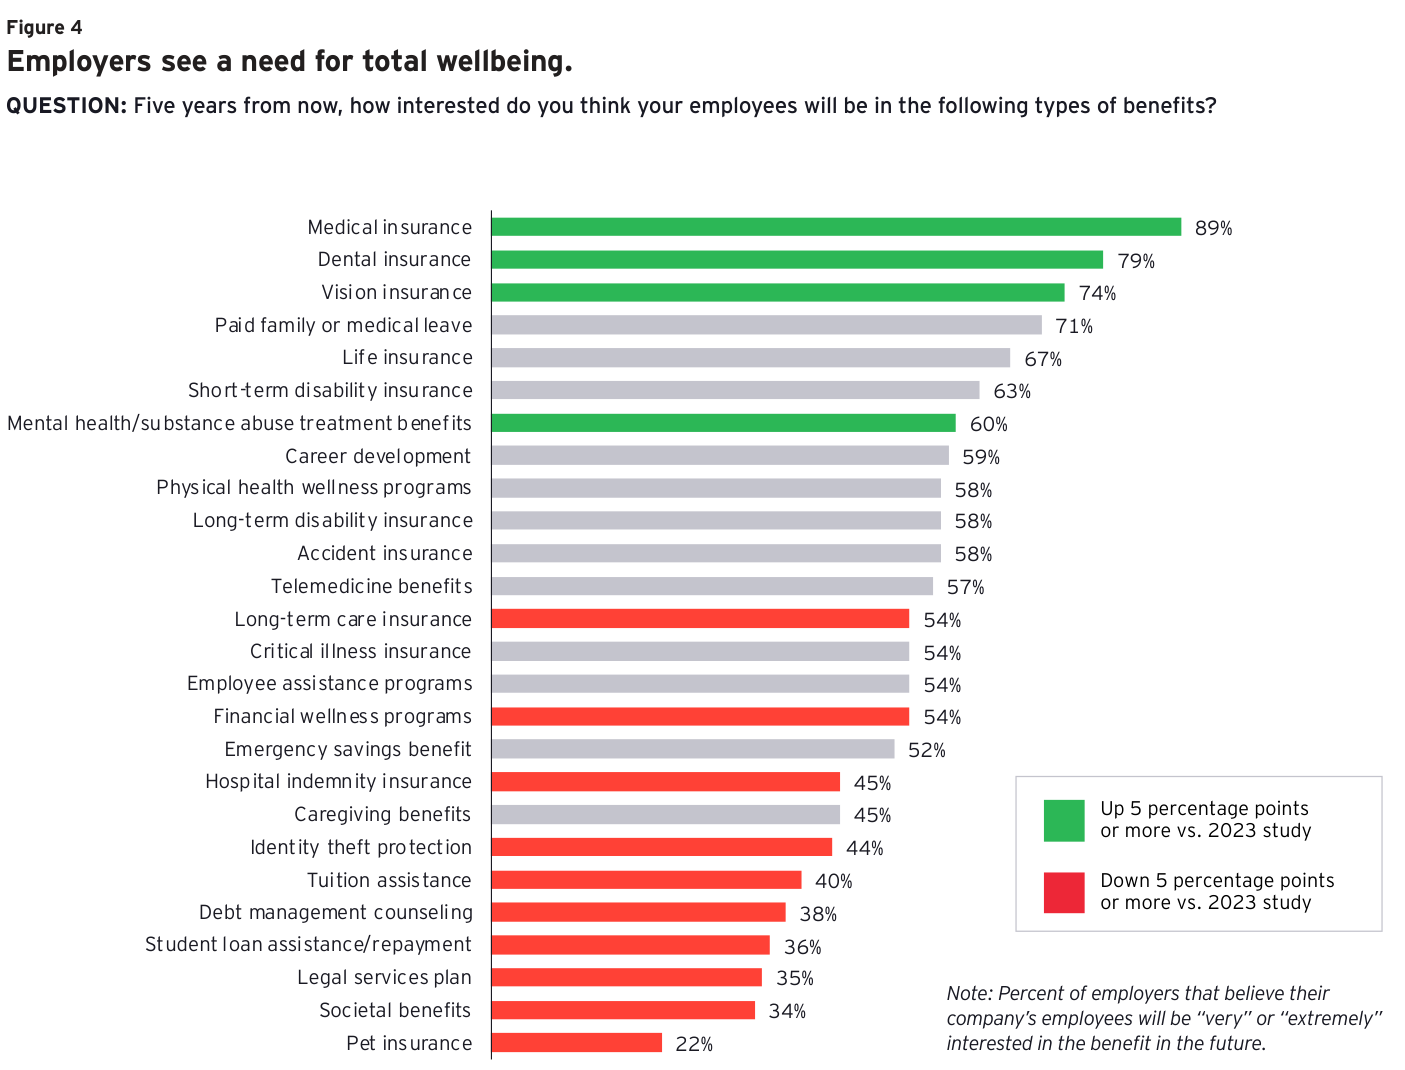 Figure 4
Employers see a need for total wellbeing.
QUESTION: Five years from now, how interested do you think your employees will be in the following types of benefits?
Medical insurance 89%
Dental insurance 79%
Vision insurance 74%
Paid family or medical leave 71%
Life insurance 67%
Short-term disability insurance 63%
Mental health/substance abuse treatment benefits 60%
Career development 59%
Physical health wellness programs 58%
Long-term disability insurance 58%
Accident insurance 58%
Telemedicine benefits 57%
Long-term care insurance 54%
Critical illness insurance 54%
Employee assistance programs 54%
Financial wellness programs 54%
Emergency savings benefit 52%
Hospital indemnity insurance 45%
Caregiving benefits 45%
Identity theft protection 44%
Tuition assistance 40%
Debt management counseling 38%
Student loan assistance/repayment 36%
Legal services plan 35%
Societal benefits 34%
Pet insurance 22%
Up 5 percentage points
or more vs. 2023 study
Down 5 percentage points
or more vs. 2023 study
Note: Percent of employers that believe their
company's employees will be “very” or “extremely”
interested in the benefit in the future.